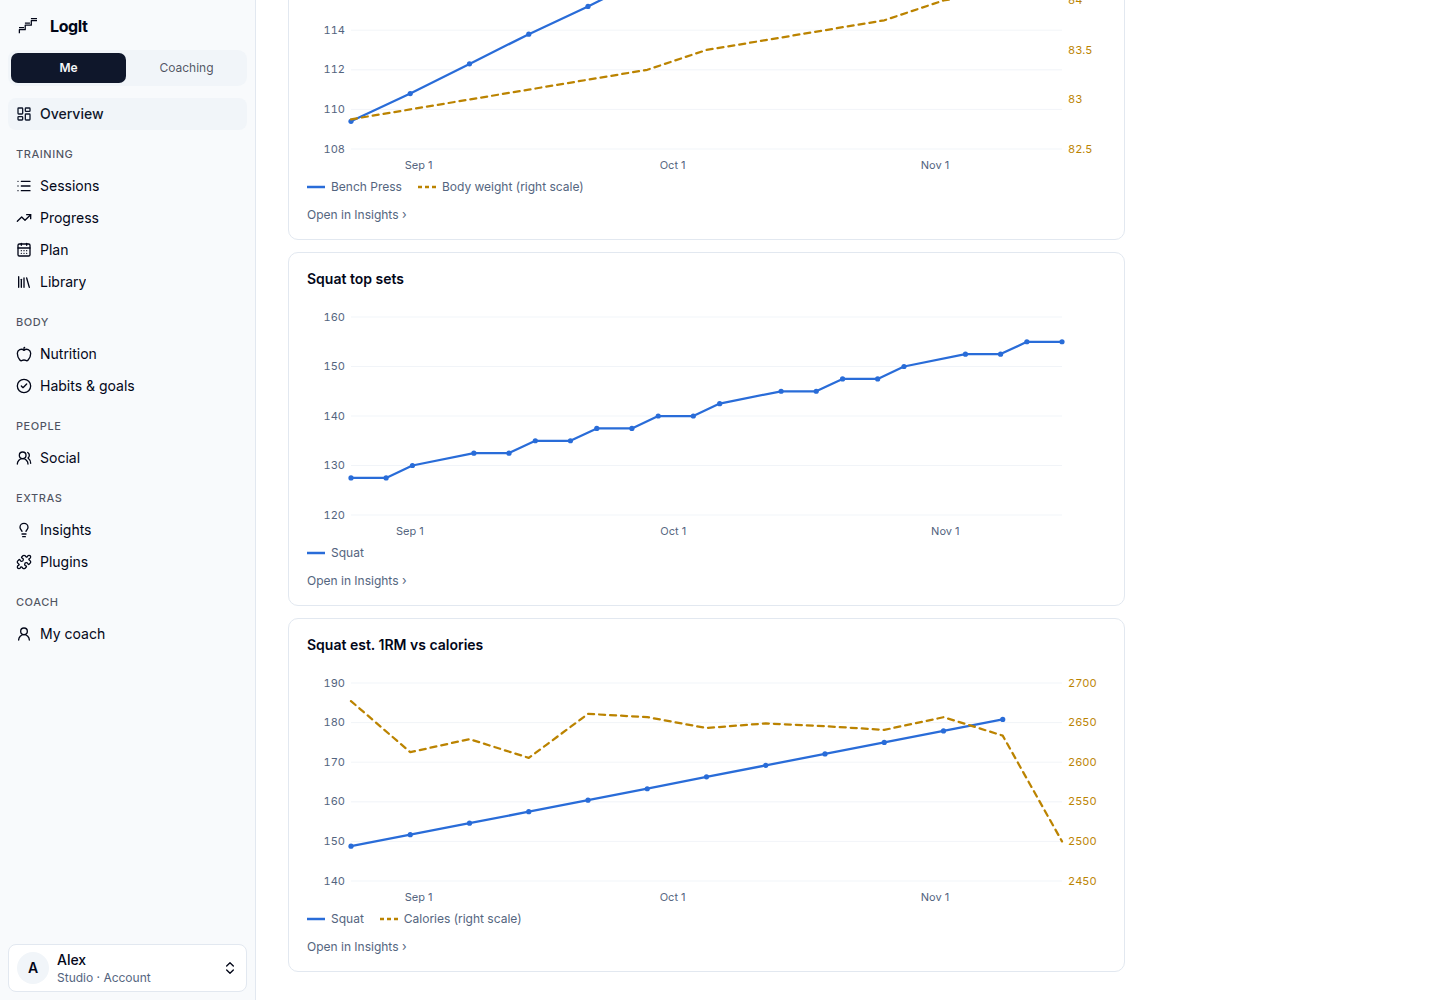 LogIt
Me
Coaching
Overview
TRAINING
Sessions
Progress
Plan
Library
BODY
Nutrition
Habits & goals
PEOPLE
Social
EXTRAS
Insights
Plugins
COACH
My coach
A
Alex
Studio · Account
84
114
83.5
112
83
110
82.5
108
Sep 1
Oct 1
Nov 1
Bench Press
Body weight (right scale)
Open in Insights ›
Squat top sets
160
150
140
130
120
Sep 1
Oct 1
Nov 1
Squat
Open in Insights ›
Squat est. 1RM vs calories
190
2700
180
2650
170
2600
160
2550
150
2500
140
2450
Sep 1
Oct 1
Nov 1
Squat
Calories (right scale)
Open in Insights ›